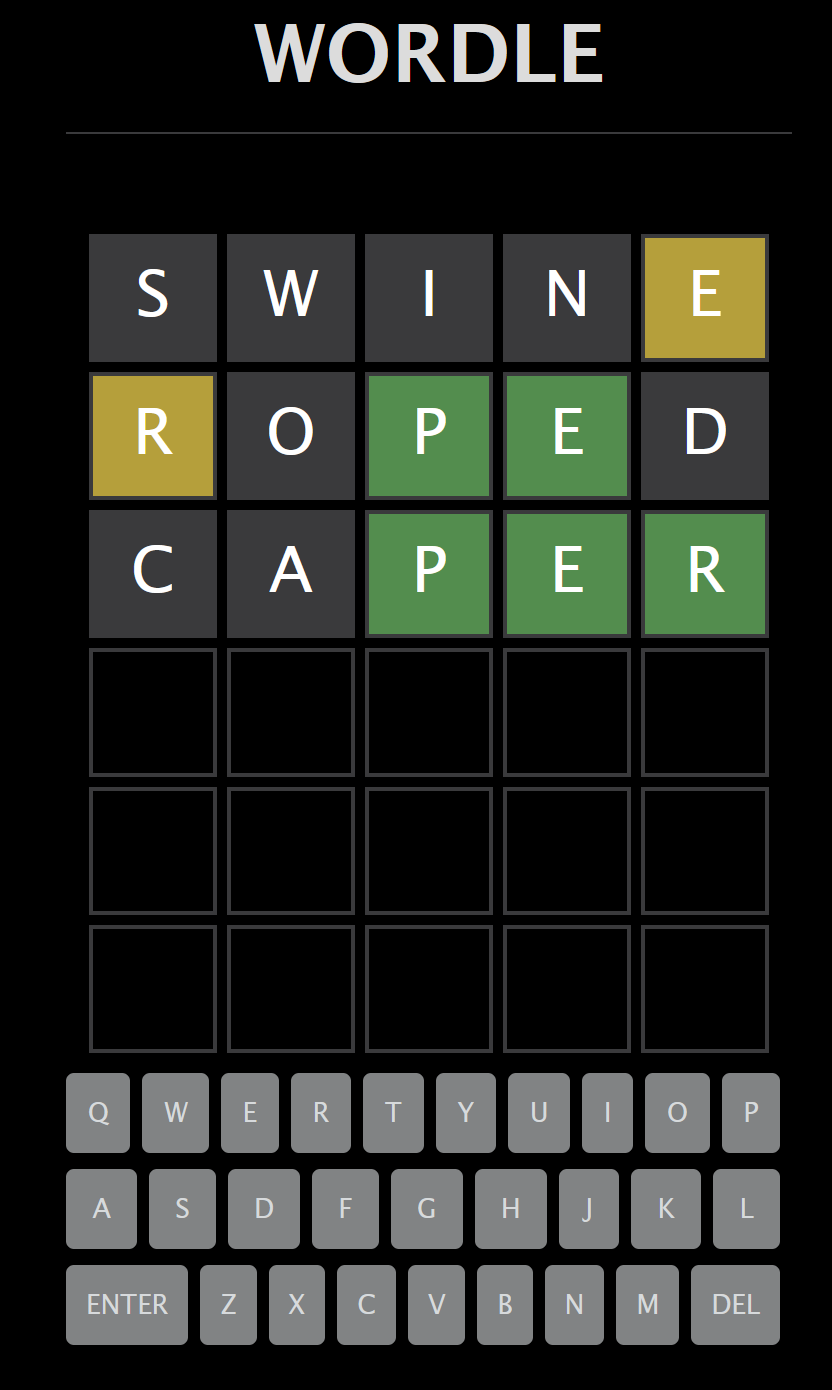 WORDLE
S W I N E
R O P E D
C A P E R
Q W E R T Y U I O P
A S D F G H J K L
ENTER Z X C V B N M DEL